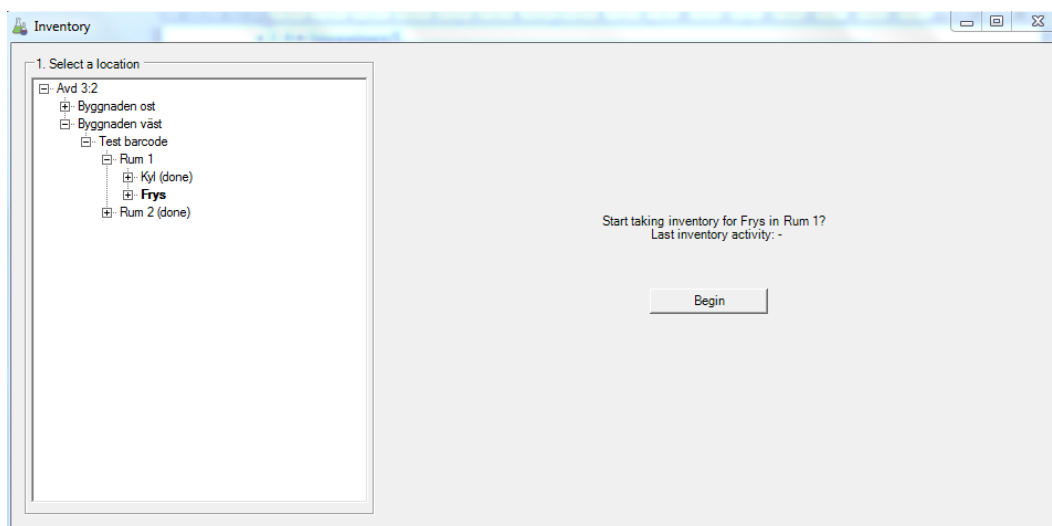 Inventory
1. Select a location
Avd 3:2
Byggnaden ost
Byggnaden väst
Test barcode
Rum 1
Kyl (done)
Frys
Rum 2 (done)
Start taking inventory for Frys in Rum 1?
Last inventory activity: -
Begin